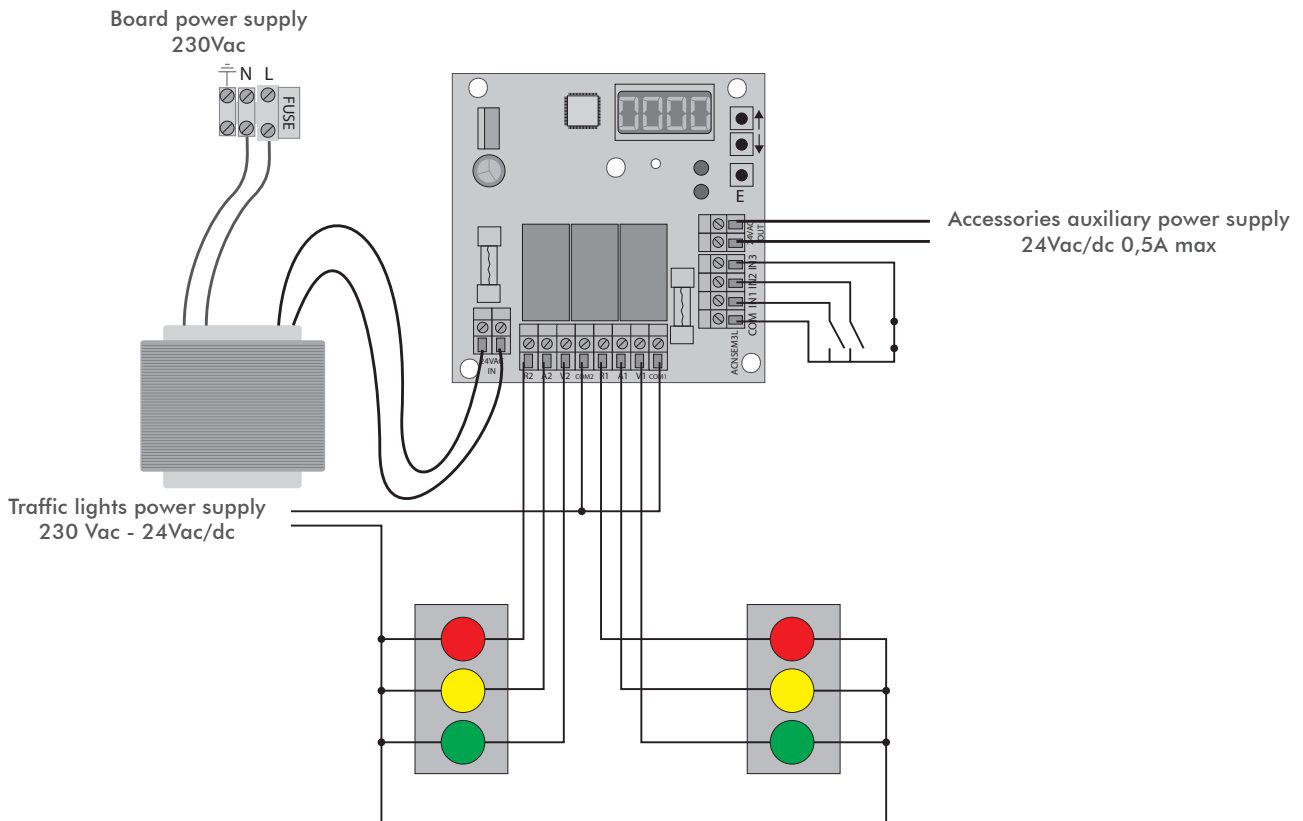 Board power supply
230Vac
N L
FUSE
E
24VAC
OUT
COM IN1 IN2 IN3
ACNSEM3L
Accessories auxiliary power supply
24Vac/dc 0,5A max
24VAC
IN
R2 A2 V2 COM2 R1 A1 V1 COM1
Traffic lights power supply
230 Vac - 24Vac/dc